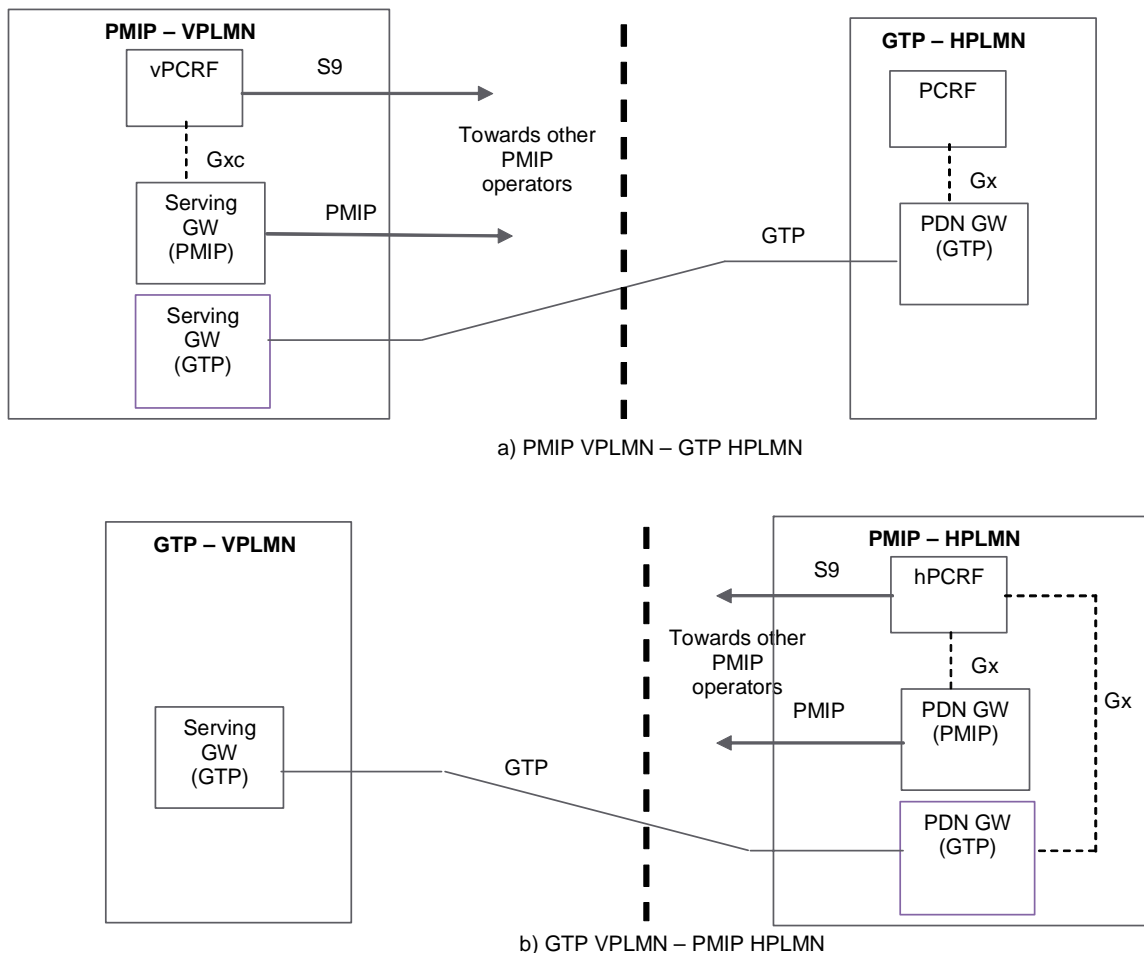 PMIP – VPLMN
vPCRF
S9
Gxc
Towards other
PMIP
operators
Serving
GW
(PMIP)
PMIP
Serving
GW
(GTP)
GTP
GTP – HPLMN
PCRF
Gx
PDN GW
(GTP)
a) PMIP VPLMN – GTP HPLMN
GTP – VPLMN
Serving
GW
(GTP)
GTP
PMIP – HPLMN
S9
hPCRF
Towards other
PMIP
operators
Gx
Gx
PMIP
PDN GW
(PMIP)
PDN GW
(GTP)
b) GTP VPLMN – PMIP HPLMN